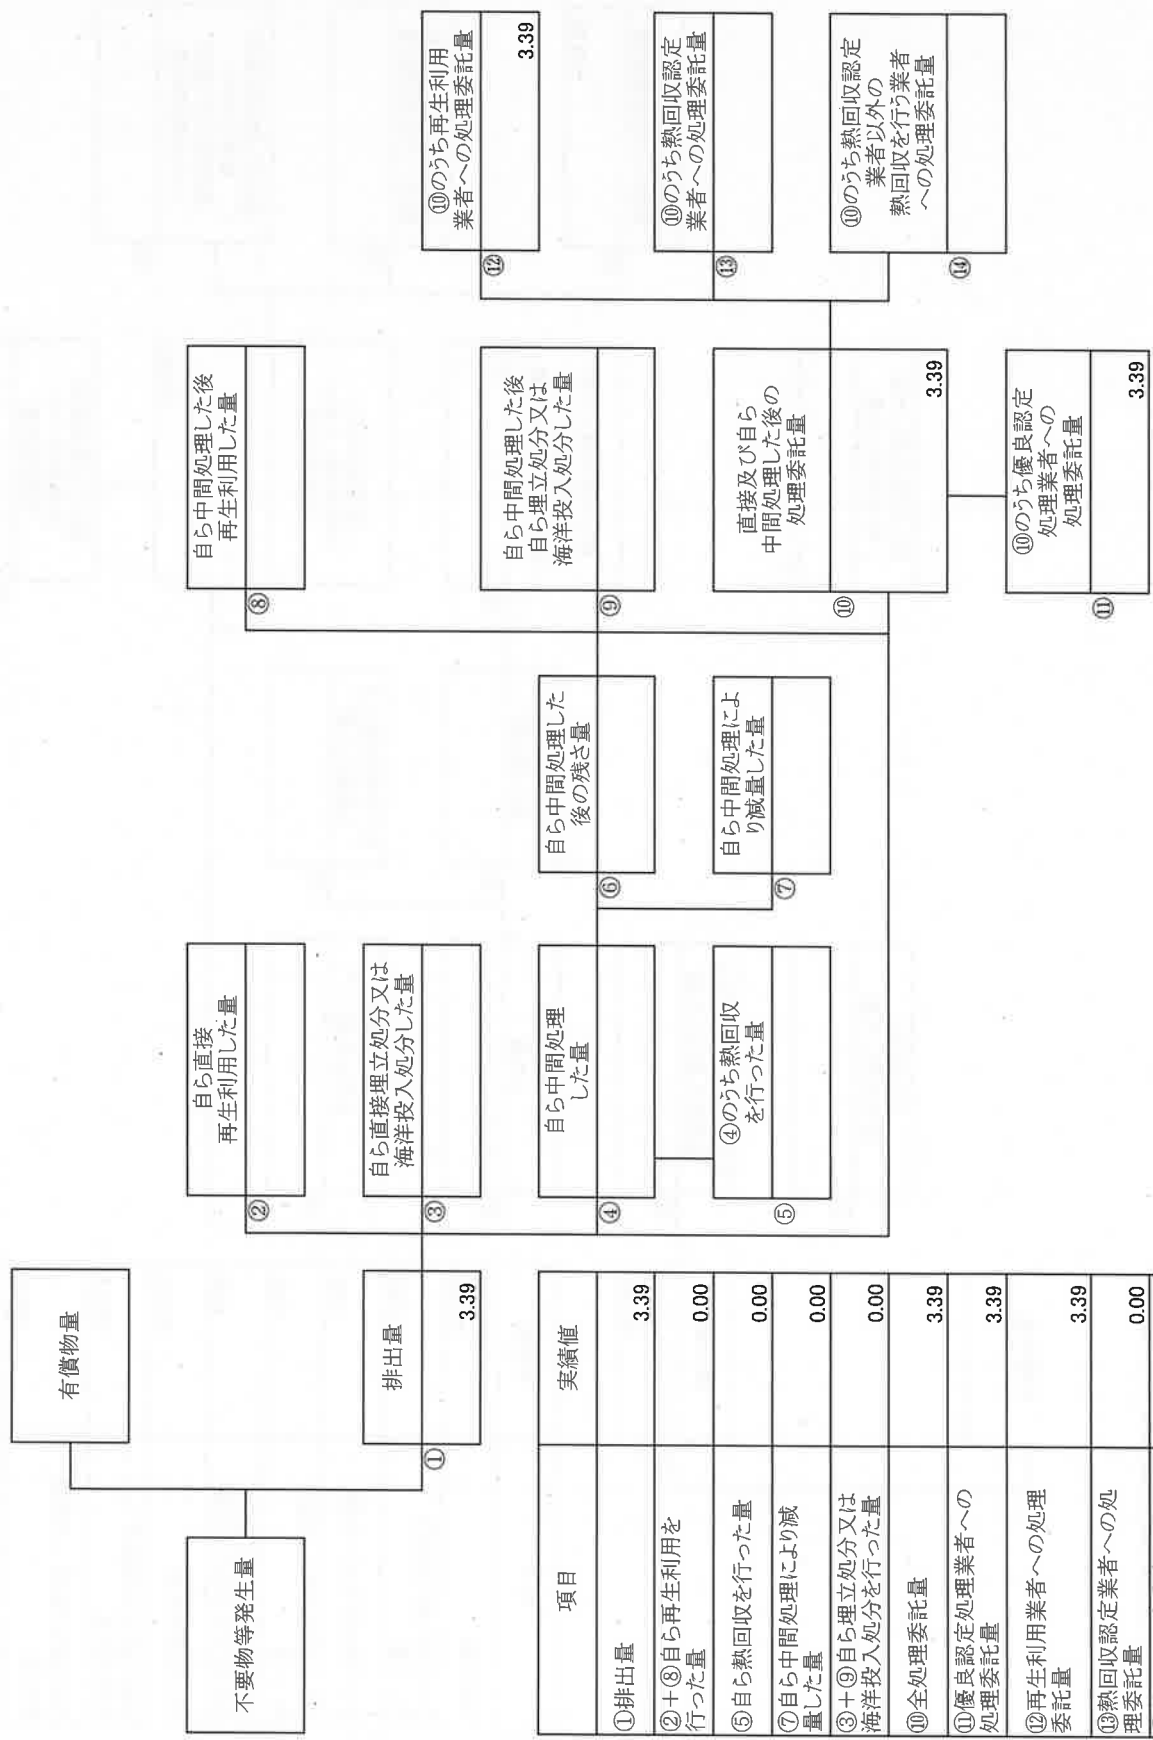 有償物量
不要物等発生量
排出量
①
3.39
自ら直接
再生利用した量
②
自ら直接埋立処分又は
海洋投入処分した量
③
自ら中間処理
した量
④
④のうち熱回収
を行った量
⑤
自ら中間処理した
後の残さ量
⑥
自ら中間処理によ
り減量した量
⑦
自ら中間処理した後
再生利用した量
⑧
自ら中間処理した後
自ら埋立処分又は
海洋投入処分した量
⑨
直接及び自ら
中間処理した後の
処理委託量
⑩
3.39
⑩のうち優良認定
処理業者への
処理委託量
⑪
3.39
⑩のうち再生利用
業者への処理委託量
⑫
3.39
⑩のうち熱回収認定
業者への処理委託量
⑬
⑩のうち熱回収認定
業者以外の
熱回収を行う業者
への処理委託量
⑭
項目 実績値
①排出量 3.39
②+⑧自ら再生利用を
行った量 0.00
⑤自ら熱回収を行った量 0.00
⑦自ら中間処理により減
量した量 0.00
③+⑨自ら埋立処分又は
海洋投入処分を行った量 0.00
⑩全処理委託量 3.39
⑪優良認定処理業者への
処理委託量 3.39
⑫再生利用業者への処理
委託量 3.39
⑬熱回収認定業者への処
理委託量 0.00